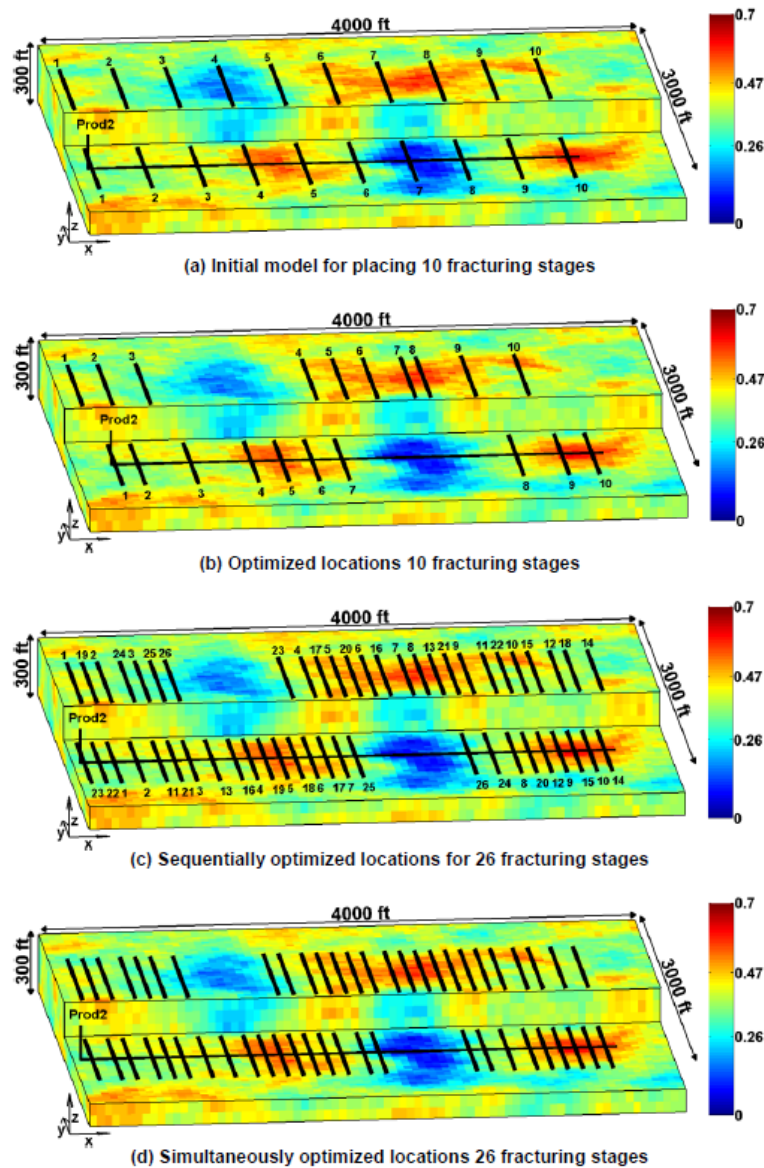 4000 ft
300 ft
1 2 3 4 5 6 7 8 9 10
3000 ft
Prod2
1 2 3 4 5 6 7 8 9 10
z
y
x
0.7
0.47
0.26
0
(a) Initial model for placing 10 fracturing stages
4000 ft
300 ft
1 2 3 4 5 6 7 8 9 10
3000 ft
Prod2
1 2 3 4 5 6 7 8 9 10
z
y
x
0.7
0.47
0.26
0
(b) Optimized locations 10 fracturing stages
4000 ft
300 ft
1 19 2 24 3 25 26 23 4 17 5 20 6 16 7 8 13 21 9 11 22 10 15 12 18 14
3000 ft
Prod2
23 22 1 2 11 21 3 13 16 4 19 5 18 6 17 7 25 26 24 8 20 12 9 15 10 14
z
y
x
0.7
0.47
0.26
0
(c) Sequentially optimized locations for 26 fracturing stages
4000 ft
300 ft
3000 ft
Prod2
z
y
x
0.7
0.47
0.26
0
(d) Simultaneously optimized locations 26 fracturing stages